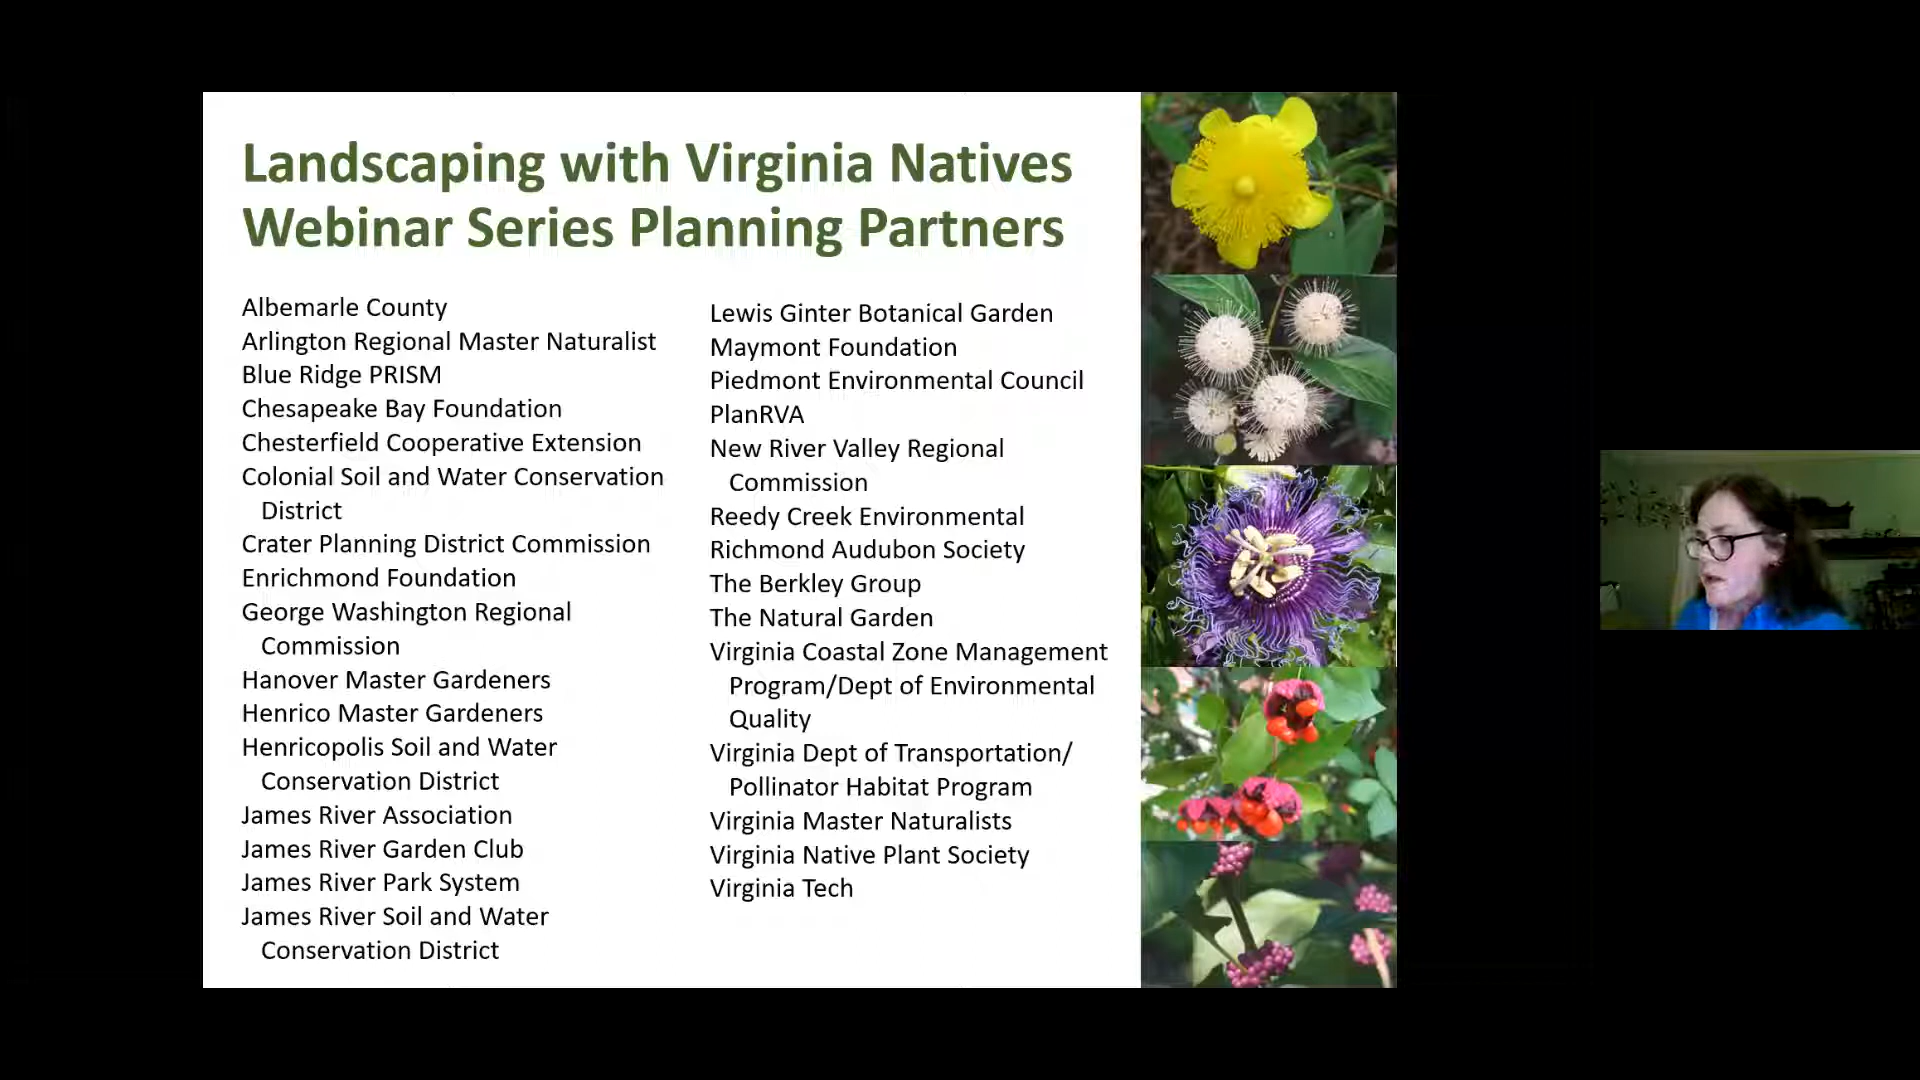 Landscaping with Virginia Natives
Webinar Series Planning Partners
Albemarle County
Arlington Regional Master Naturalist
Blue Ridge PRISM
Chesapeake Bay Foundation
Chesterfield Cooperative Extension
Colonial Soil and Water Conservation
District
Crater Planning District Commission
Enrichmond Foundation
George Washington Regional
Commission
Hanover Master Gardeners
Henrico Master Gardeners
Henricopolis Soil and Water
Conservation District
James River Association
James River Garden Club
James River Park System
James River Soil and Water
Conservation District
Lewis Ginter Botanical Garden
Maymont Foundation
Piedmont Environmental Council
PlanRVA
New River Valley Regional
Commission
Reedy Creek Environmental
Richmond Audubon Society
The Berkley Group
The Natural Garden
Virginia Coastal Zone Management
Program/Dept of Environmental
Quality
Virginia Dept of Transportation/
Pollinator Habitat Program
Virginia Master Naturalists
Virginia Native Plant Society
Virginia Tech